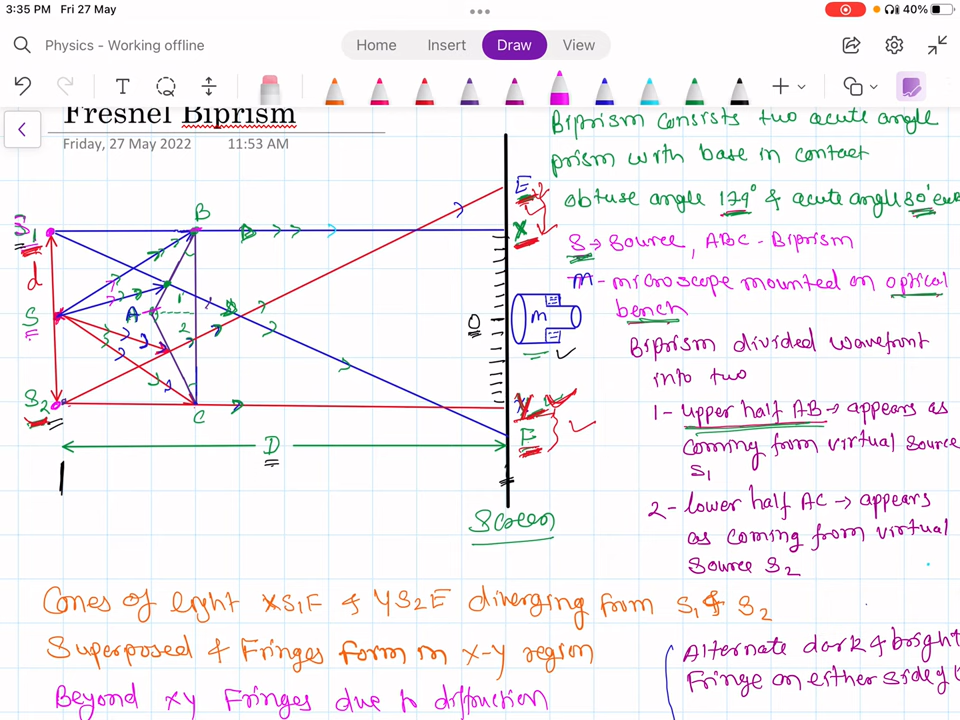 3:35 PM Fri 27 May
40%
Physics - Working offline
Home Insert Draw View
Fresnel Biprism
Friday, 27 May 2022 11:53 AM
Biprism consists two acute angle
prism with base in contact
obtuse angle 179° & acute angle 30'
S → Source, ABC - Biprism
m - microscope mounted on optical
bench
Biprism divided wavefront
into two
1 - upper half AB → appears as
coming from virtual source
S1
2 - lower half AC → appears
as coming from virtual
source S2
S1
d
S
S2
B
A
1
2
C
D
E
X
O
m
F
Screen
Cones of light XS1F & YS2E diverging from S1 & S2
Superposed & Fringes form in X-Y region
Beyond xy Fringes due to diffraction
Alternate dark & bright
Fringe on either side